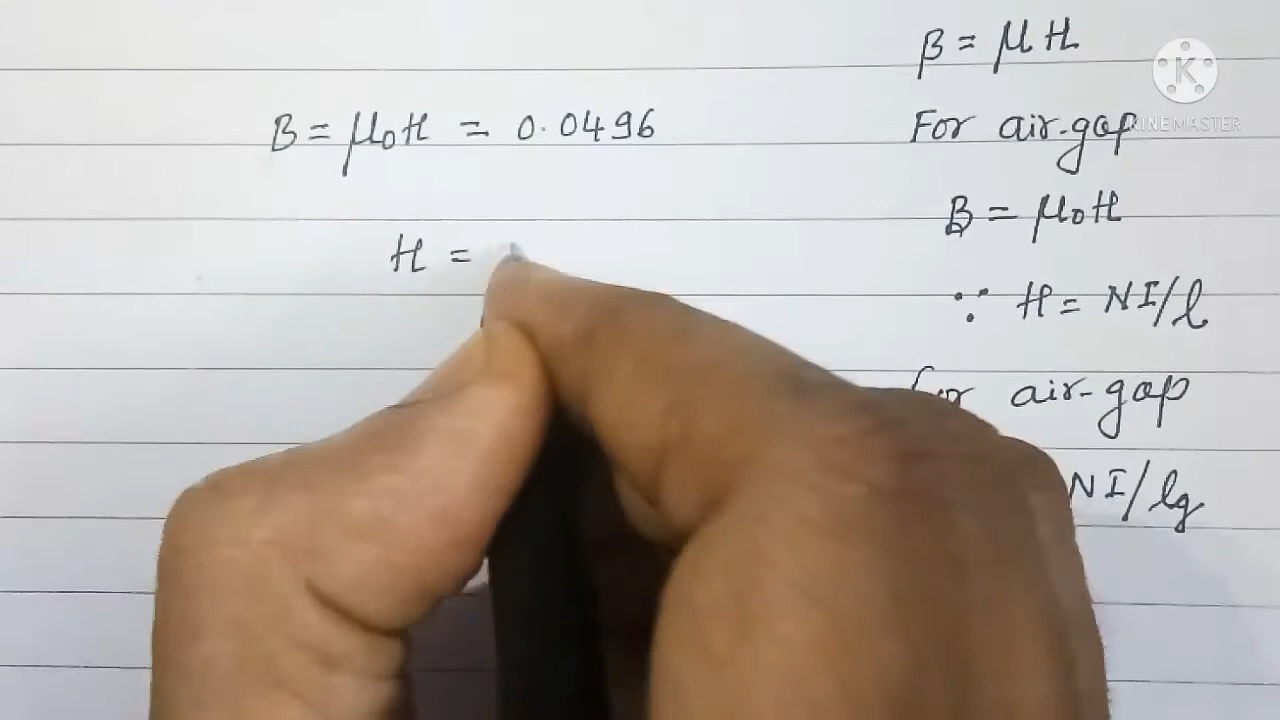 B = μ₀H = 0.0496
H =
β = μH
For air-gap
B = μ₀H
∵ H = NI/l
air-gap
NI/lg
K
KINEMASTER